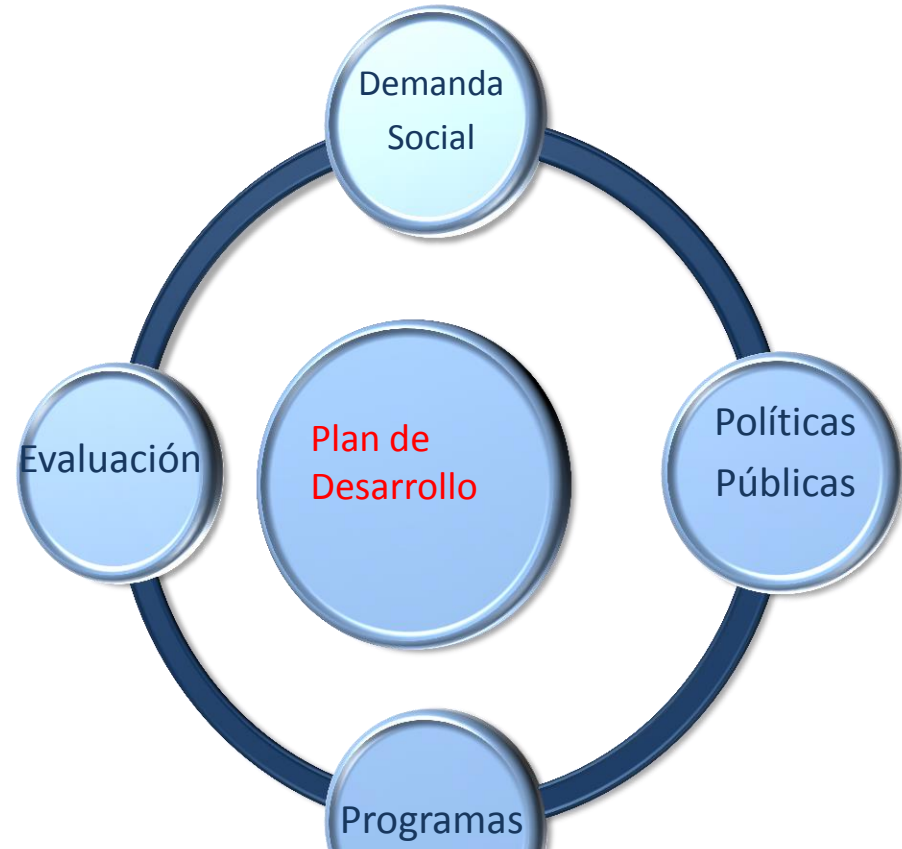 Demanda
Social
Políticas
Públicas
Plan de
Desarrollo
Evaluación
Programas